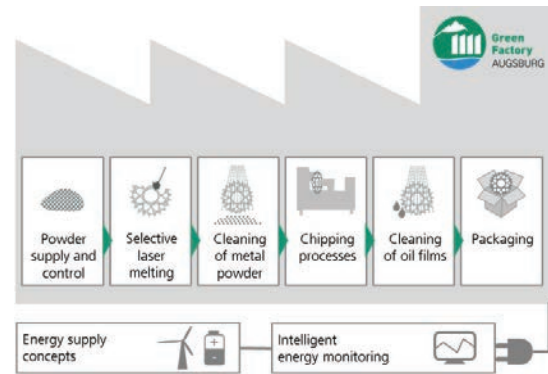 Green
Factory
AUGSBURG
Powder
supply and
control
Selective
laser
melting
Cleaning
of metal
powder
Chipping
processes
Cleaning
of oil films
Packaging
Energy supply
concepts
Intelligent
energy monitoring